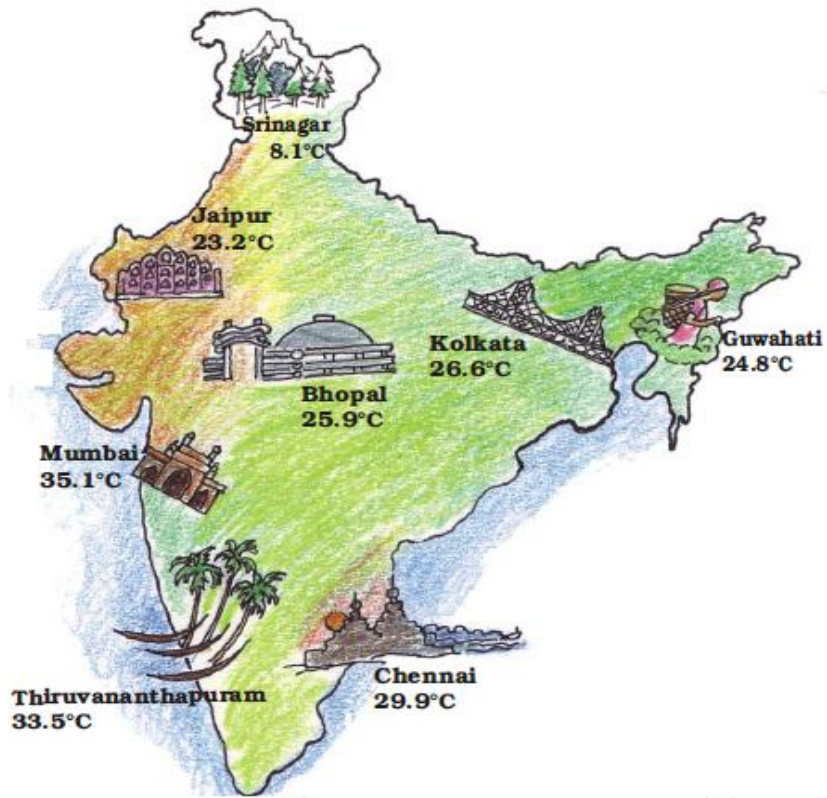 Srinagar
8.1°C
Jaipur
23.2°C
Kolkata
26.6°C
Guwahati
24.8°C
Bhopal
25.9°C
Mumbai
35.1°C
Chennai
29.9°C
Thiruvananthapuram
33.5°C